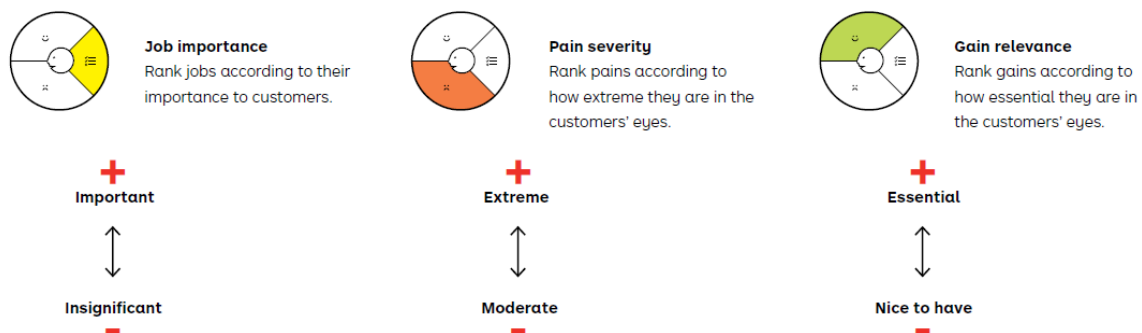 Job importance
Rank jobs according to their
importance to customers.
Pain severity
Rank pains according to
how extreme they are in the
customers' eyes.
Gain relevance
Rank gains according to
how essential they are in
the customers' eyes.
+
Important
Insignificant
-
+
Extreme
Moderate
-
+
Essential
Nice to have
-